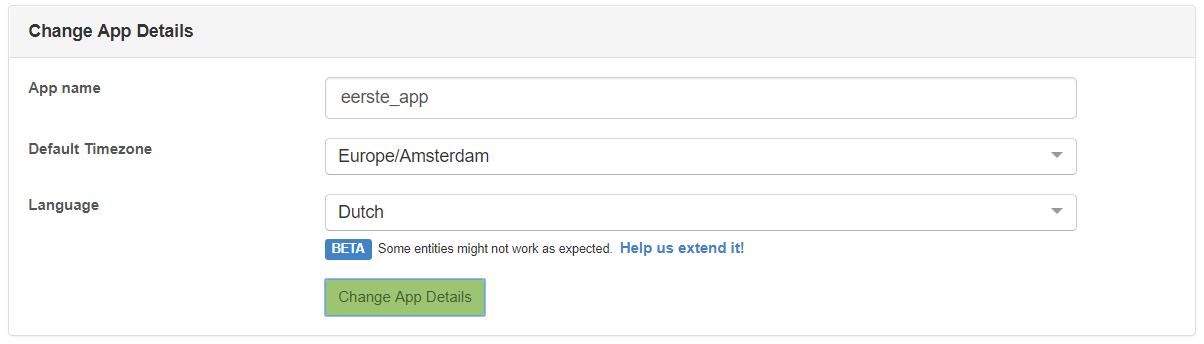 Change App Details
App name
eerste_app
Default Timezone
Europe/Amsterdam
Language
Dutch
BETA Some entities might not work as expected. Help us extend it!
Change App Details